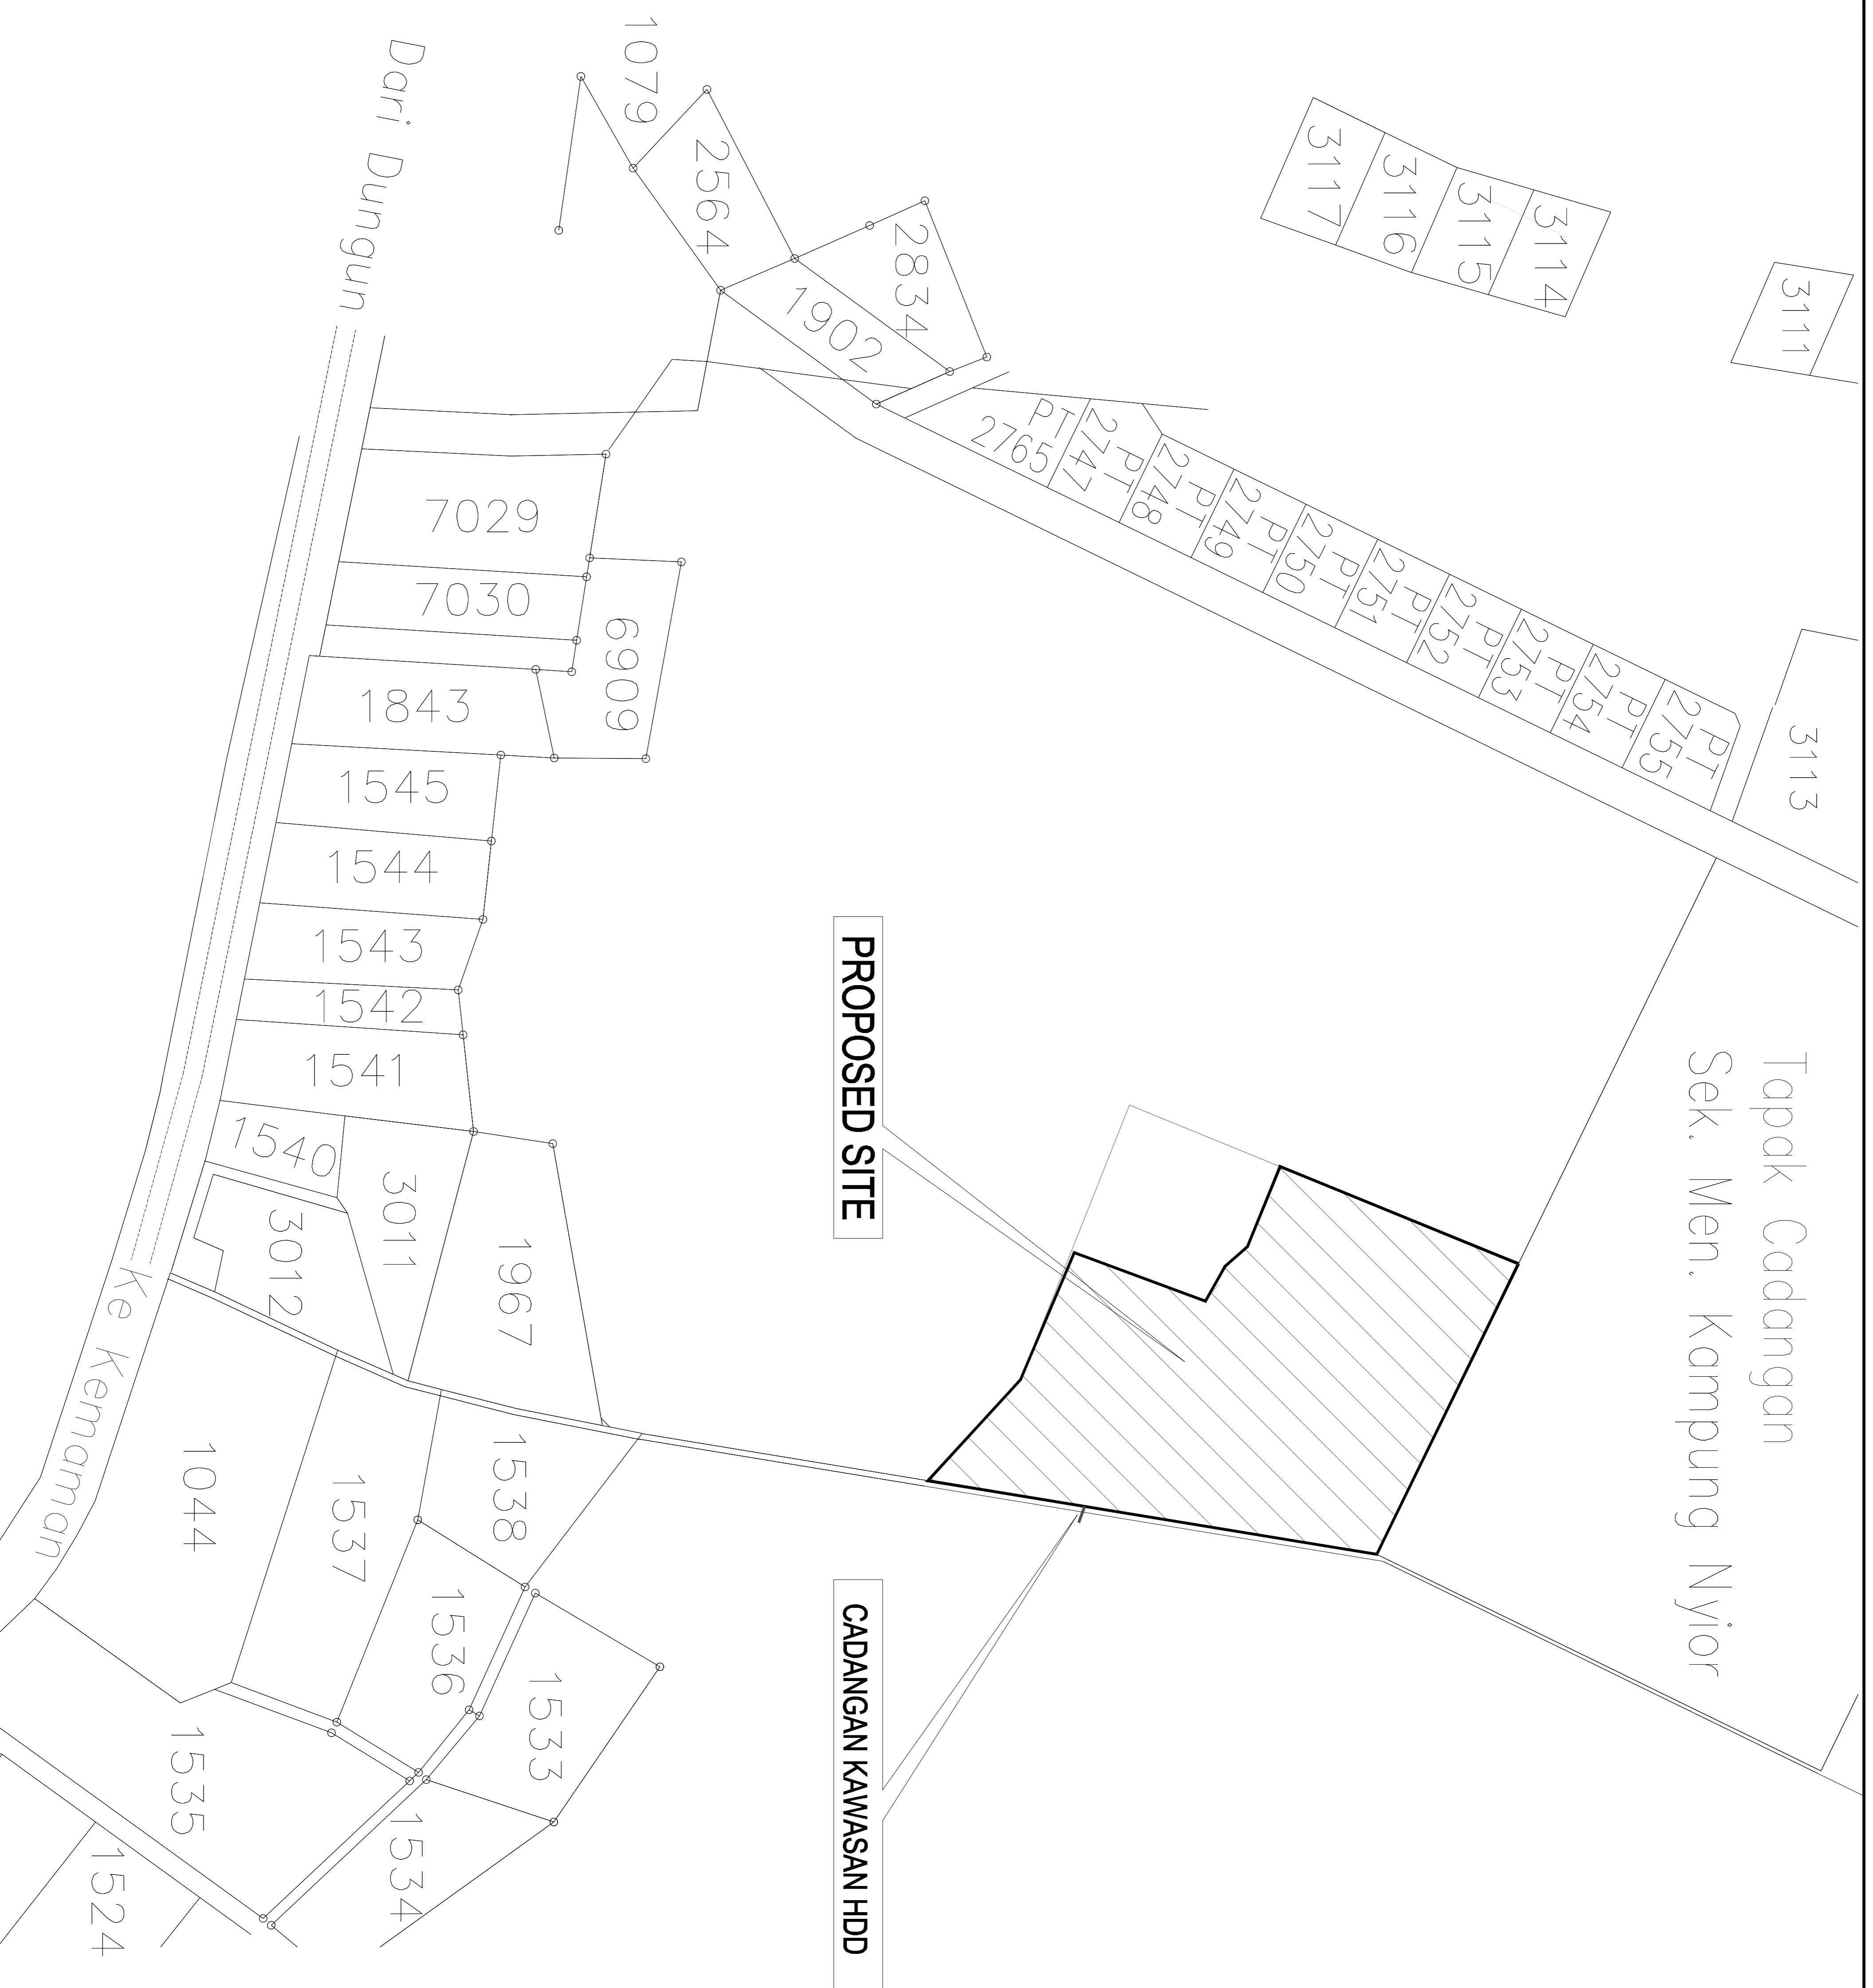 Dari Dungun
Ke Kemaman
1079
2564
2834
1902
3117
3116
3115
3114
3111
3113
PT
2765
PT
2747
PT
2748
PT
2749
PT
2750
PT
2751
PT
2752
PT
2753
PT
2754
PT
2755
7029
7030
6909
1843
1545
1544
1543
1542
1541
1540
3011
3012
1967
PROPOSED SITE
Tapak Cadangan
Sek. Men. Kampung Nyior
CADANGAN KAWASAN HDD
1044
1537
1538
1536
1533
1535
1534
1524